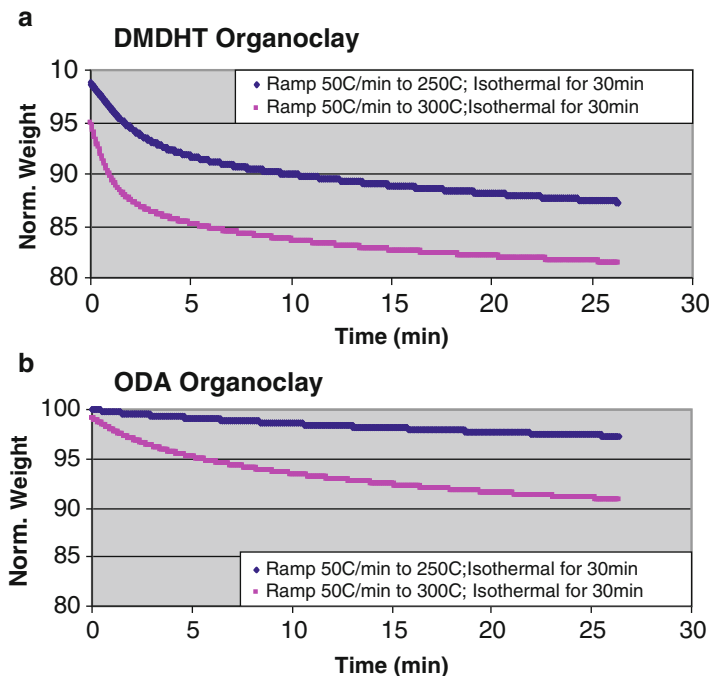 a
DMDHT Organoclay
Ramp 50C/min to 250C; Isothermal for 30min
Ramp 50C/min to 300C;Isothermal for 30min
Norm. Weight
10
95
90
85
80
0 5 10 15 20 25 30
Time (min)
b
ODA Organoclay
Norm. Weight
100
95
90
85
80
Ramp 50C/min to 250C;Isothermal for 30min
Ramp 50C/min to 300C; Isothermal for 30min
0 5 10 15 20 25 30
Time (min)